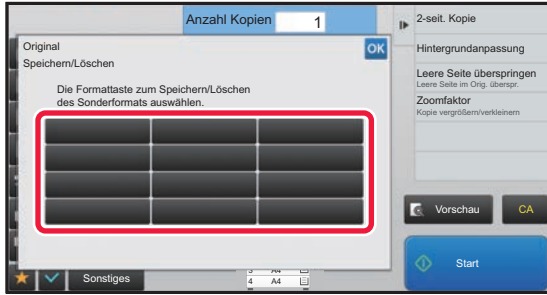 Anzahl Kopien 1
Original
OK
Speichern/Löschen
Die Formattaste zum Speichern/Löschen
des Sonderformats auswählen.
2-seit. Kopie
Hintergrundanpassung
Leere Seite überspringen
Leere Seite im Orig. überspr.
Zoomfaktor
Kopie vergrößern/verkleinern
Vorschau
CA
Start
Sonstiges
3 A4
4 A4